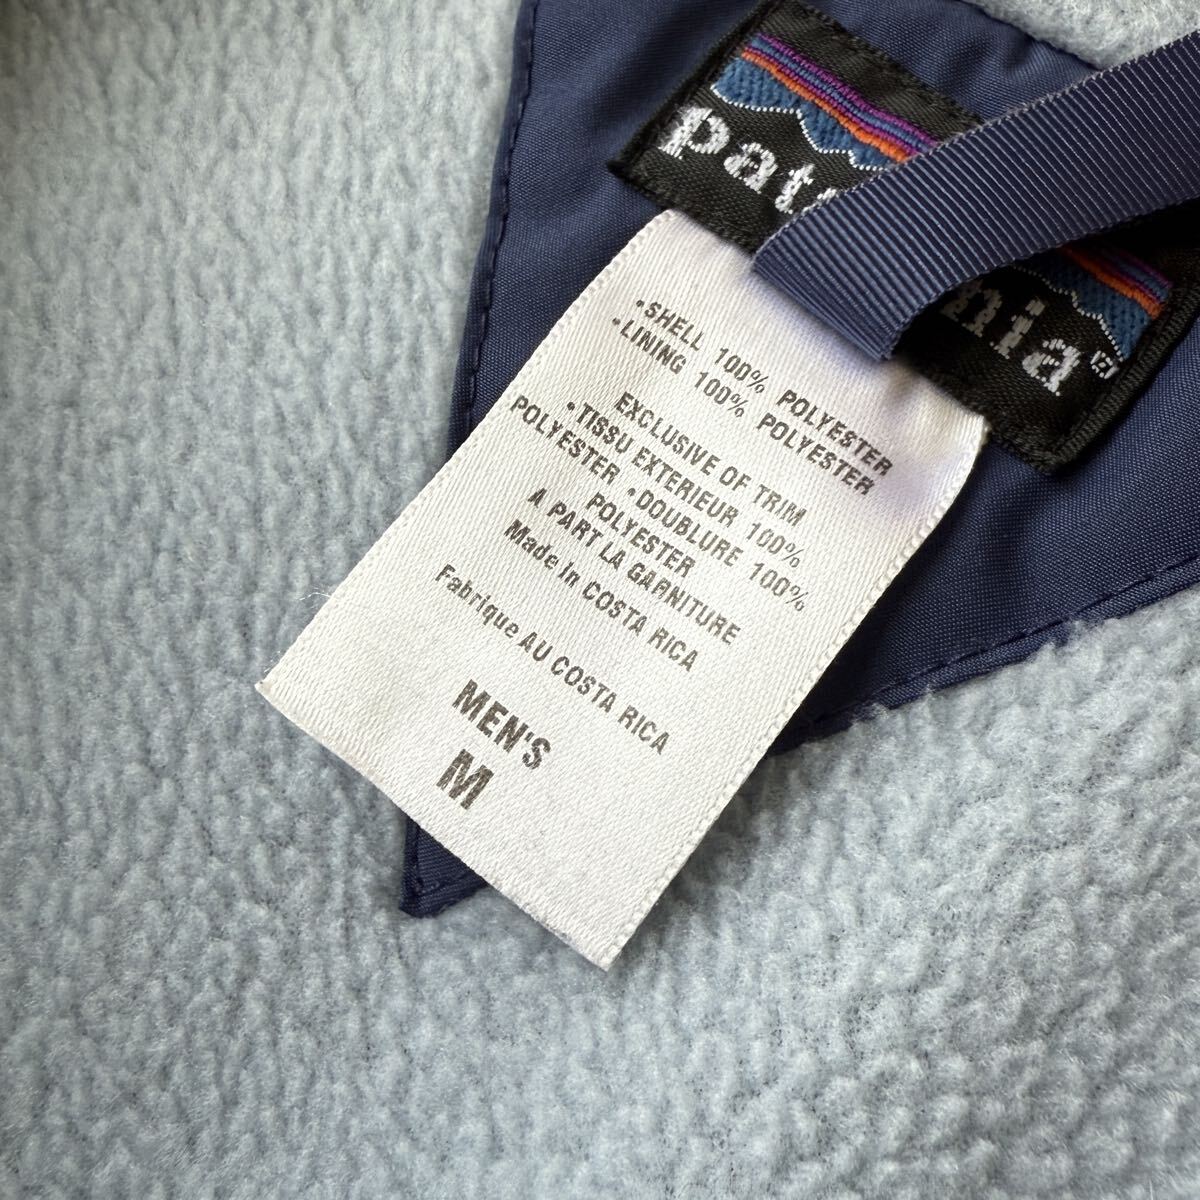 patagonia®
•SHELL 100% POLYESTER
•LINING 100% POLYESTER
EXCLUSIVE OF TRIM
•TISSU EXTERIEUR 100%
POLYESTER •DOUBLURE 100%
POLYESTER
A PART LA GARNITURE
Made in COSTA RICA
Fabrique AU COSTA RICA
MEN'S
M